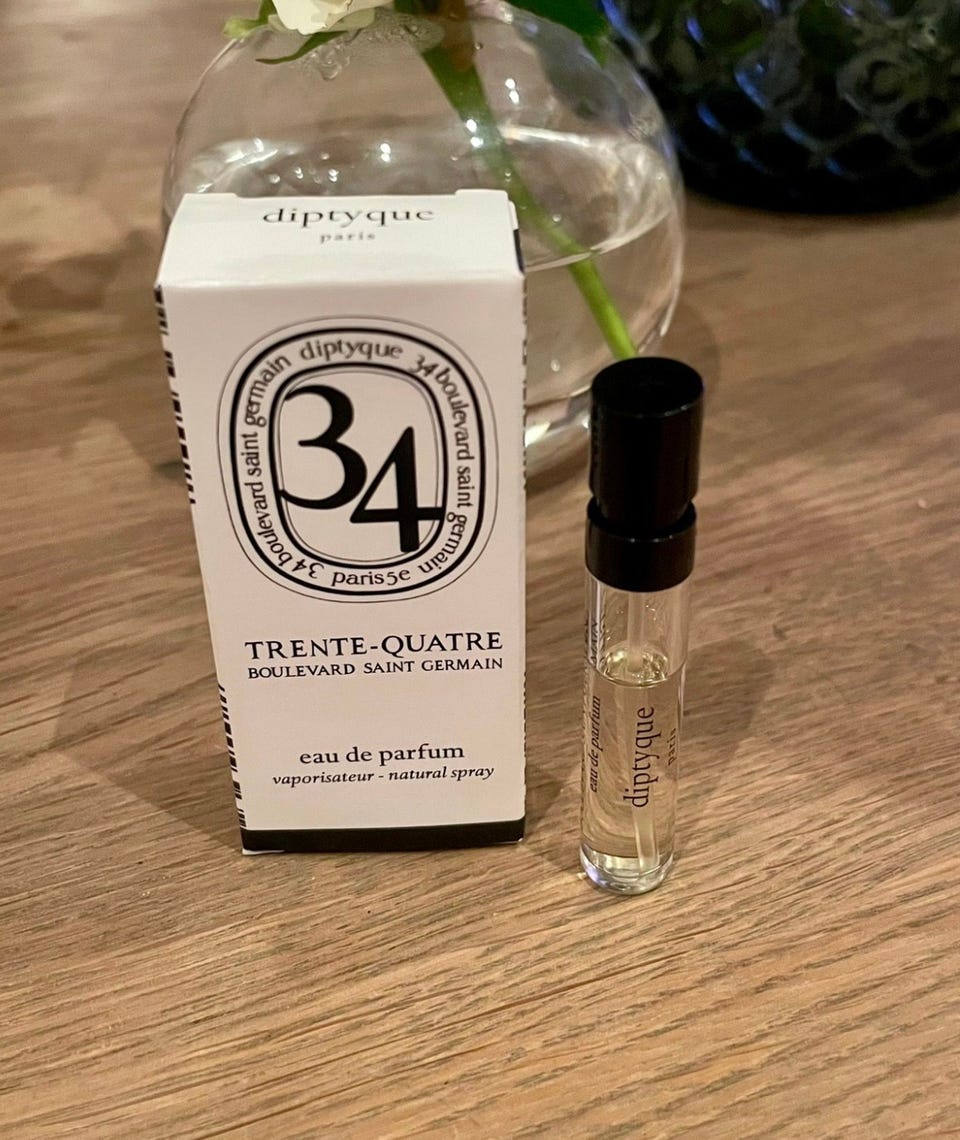 diptyque
paris
diptyque 34 boulevard saint germain paris 5e 34 boulevard saint germain
34
TRENTE-QUATRE
BOULEVARD SAINT GERMAIN
eau de parfum
vaporisateur - natural spray
eau de parfum
diptyque
paris